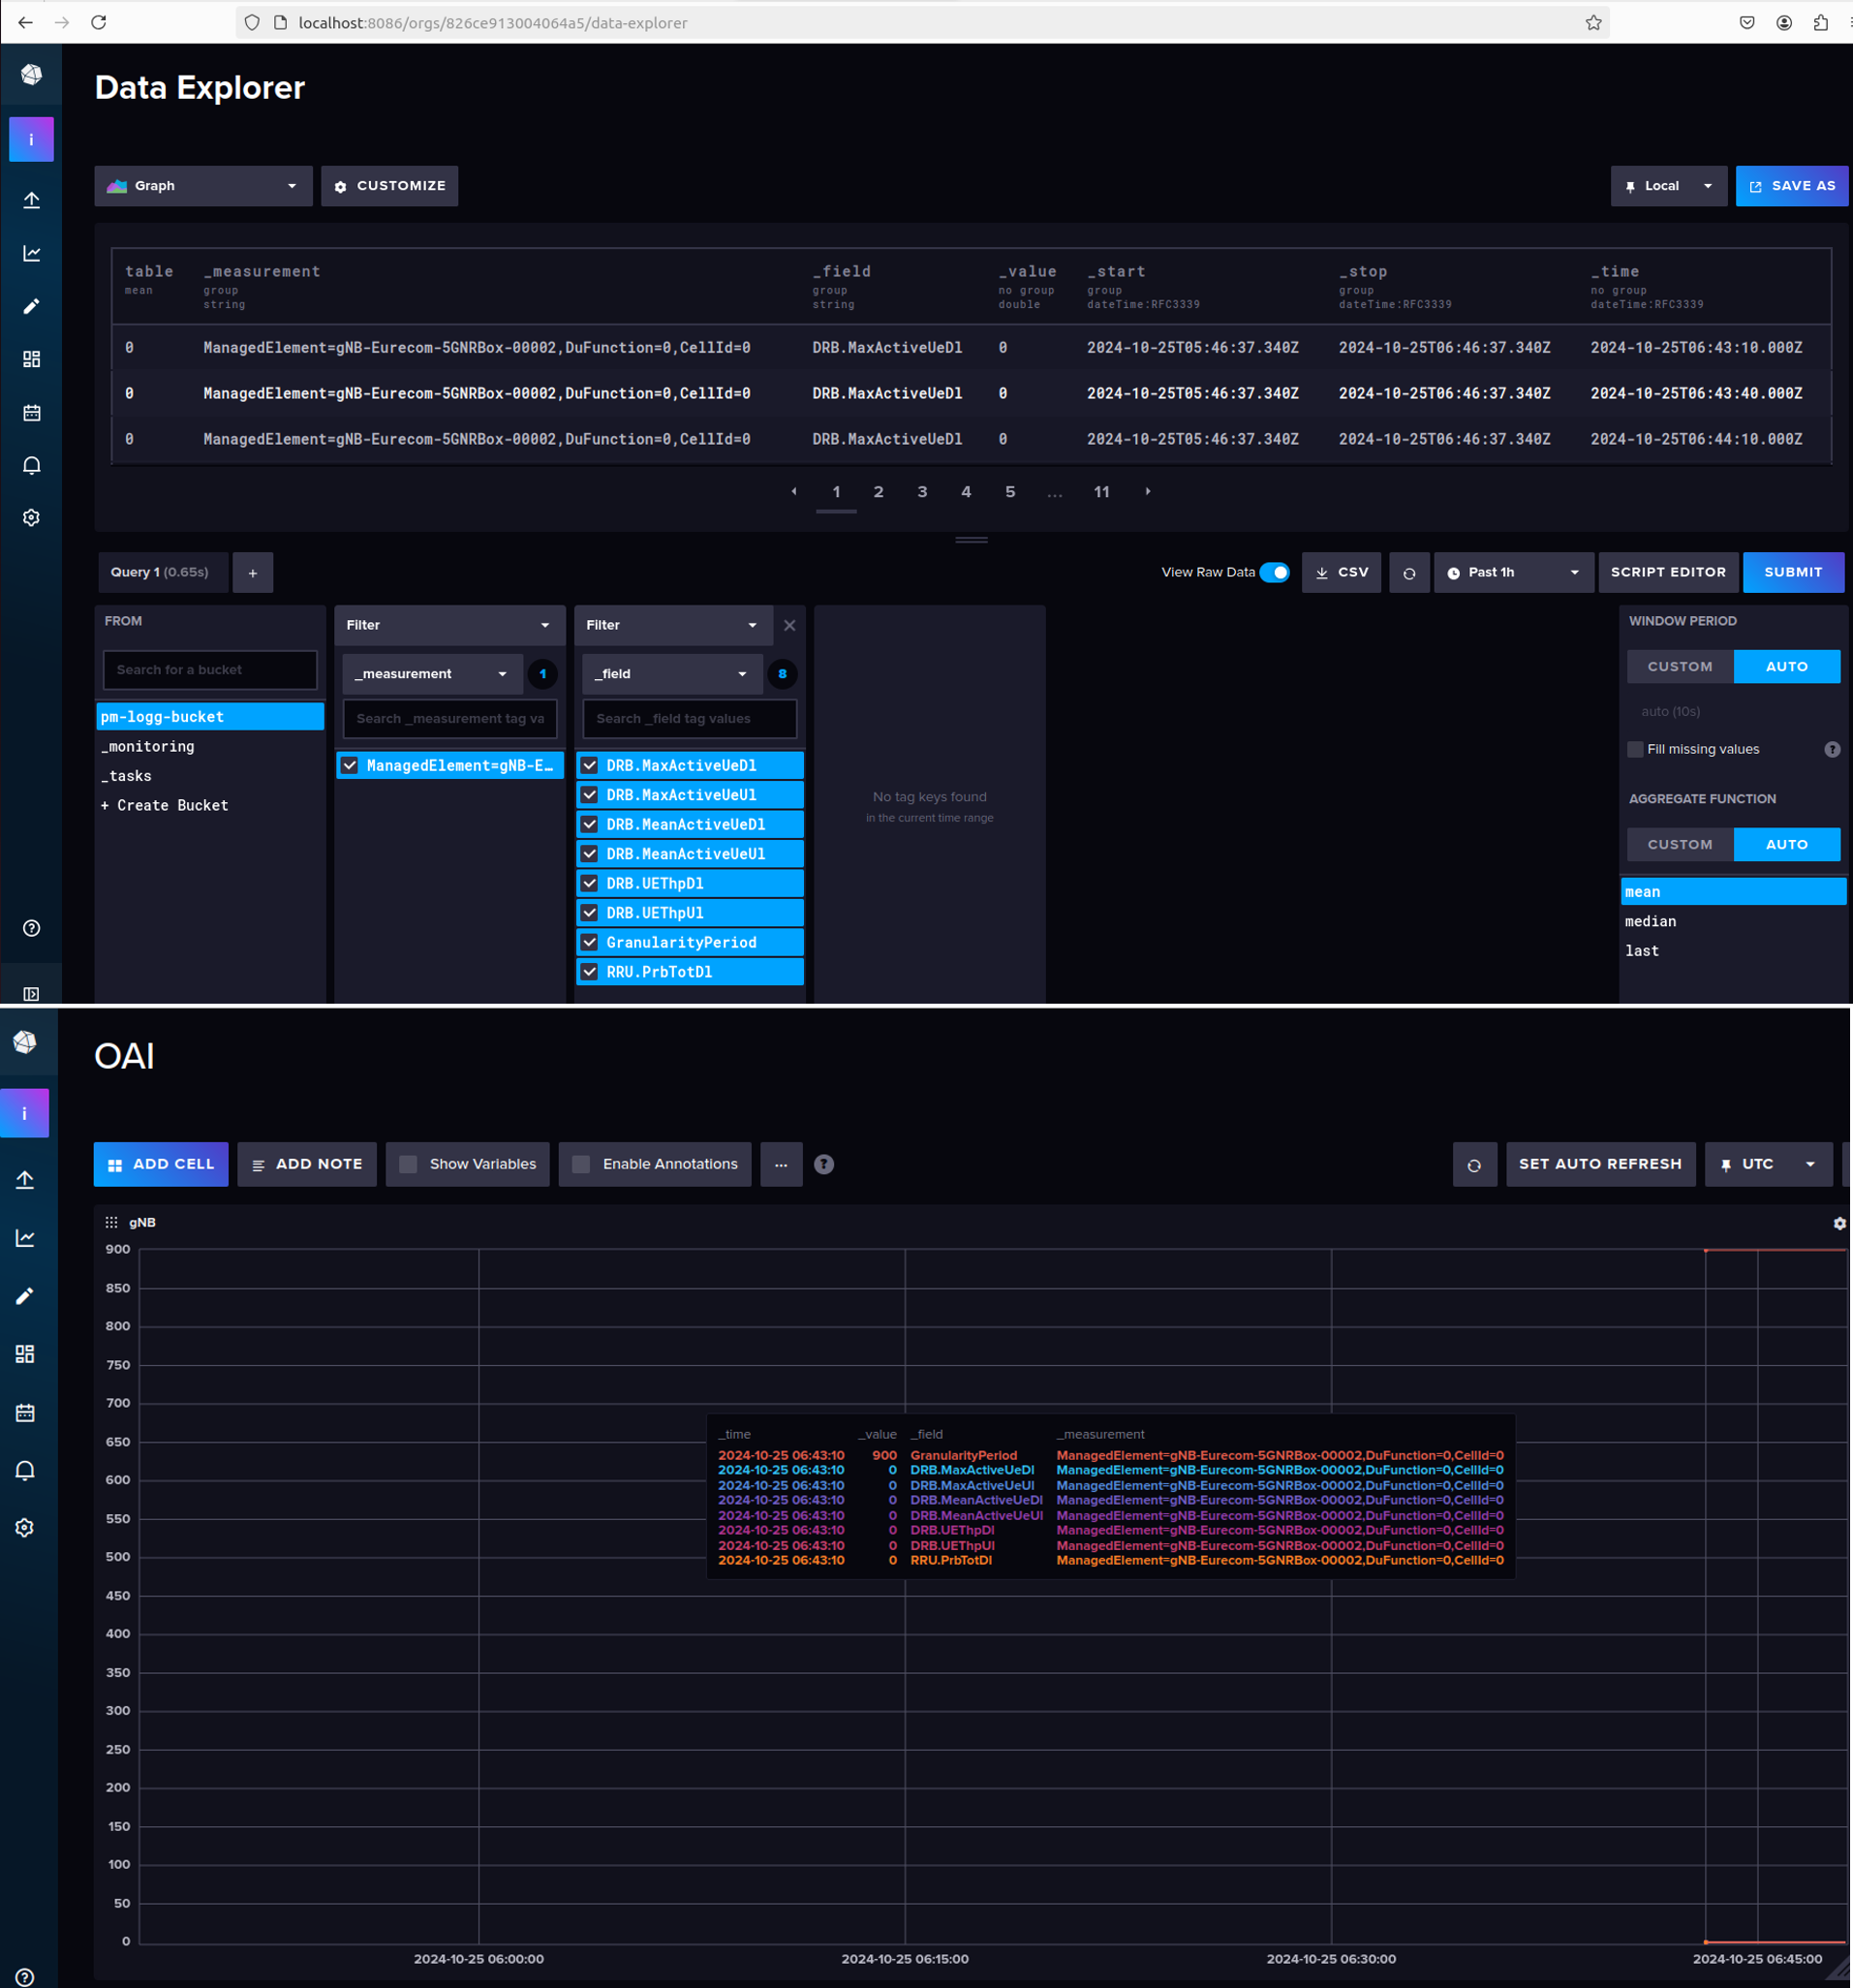 localhost:8086/orgs/826ce913004064a5/data-explorer
Data Explorer
i
Graph
CUSTOMIZE
Local
SAVE AS
table _measurement _field _value _start _stop _time
mean group group no group group group no group
string string double dateTime:RFC3339 dateTime:RFC3339 dateTime:RFC3339
0 ManagedElement=gNB-Eurecom-5GNRBox-00002,DuFunction=0,CellId=0 DRB.MaxActiveUeDl 0 2024-10-25T05:46:37.340Z 2024-10-25T06:46:37.340Z 2024-10-25T06:43:10.000Z
0 ManagedElement=gNB-Eurecom-5GNRBox-00002,DuFunction=0,CellId=0 DRB.MaxActiveUeDl 0 2024-10-25T05:46:37.340Z 2024-10-25T06:46:37.340Z 2024-10-25T06:43:40.000Z
0 ManagedElement=gNB-Eurecom-5GNRBox-00002,DuFunction=0,CellId=0 DRB.MaxActiveUeDl 0 2024-10-25T05:46:37.340Z 2024-10-25T06:46:37.340Z 2024-10-25T06:44:10.000Z
1 2 3 4 5 ... 11
Query 1 (0.65s) +
View Raw Data
CSV
Past 1h
SCRIPT EDITOR
SUBMIT
FROM
Search for a bucket
pm-logg-bucket
_monitoring
_tasks
+ Create Bucket
Filter
_measurement 1
Search _measurement tag va
ManagedElement=gNB-E…
Filter
_field 8
Search _field tag values
DRB.MaxActiveUeDl
DRB.MaxActiveUeUl
DRB.MeanActiveUeDl
DRB.MeanActiveUeUl
DRB.UEThpDl
DRB.UEThpUl
GranularityPeriod
RRU.PrbTotDl
No tag keys found
in the current time range
WINDOW PERIOD
CUSTOM AUTO
auto (10s)
Fill missing values ?
AGGREGATE FUNCTION
CUSTOM AUTO
mean
median
last
OAI
i
ADD CELL
ADD NOTE
Show Variables
Enable Annotations
...
?
SET AUTO REFRESH
UTC
gNB
900
850
800
750
700
650
600
550
500
450
400
350
300
250
200
150
100
50
0
_time _value _field _measurement
2024-10-25 06:43:10 900 GranularityPeriod ManagedElement=gNB-Eurecom-5GNRBox-00002,DuFunction=0,CellId=0
2024-10-25 06:43:10 0 DRB.MaxActiveUeDl ManagedElement=gNB-Eurecom-5GNRBox-00002,DuFunction=0,CellId=0
2024-10-25 06:43:10 0 DRB.MaxActiveUeUl ManagedElement=gNB-Eurecom-5GNRBox-00002,DuFunction=0,CellId=0
2024-10-25 06:43:10 0 DRB.MeanActiveUeDl ManagedElement=gNB-Eurecom-5GNRBox-00002,DuFunction=0,CellId=0
2024-10-25 06:43:10 0 DRB.MeanActiveUeUl ManagedElement=gNB-Eurecom-5GNRBox-00002,DuFunction=0,CellId=0
2024-10-25 06:43:10 0 DRB.UEThpDl ManagedElement=gNB-Eurecom-5GNRBox-00002,DuFunction=0,CellId=0
2024-10-25 06:43:10 0 DRB.UEThpUl ManagedElement=gNB-Eurecom-5GNRBox-00002,DuFunction=0,CellId=0
2024-10-25 06:43:10 0 RRU.PrbTotDl ManagedElement=gNB-Eurecom-5GNRBox-00002,DuFunction=0,CellId=0
2024-10-25 06:00:00 2024-10-25 06:15:00 2024-10-25 06:30:00 2024-10-25 06:45:00